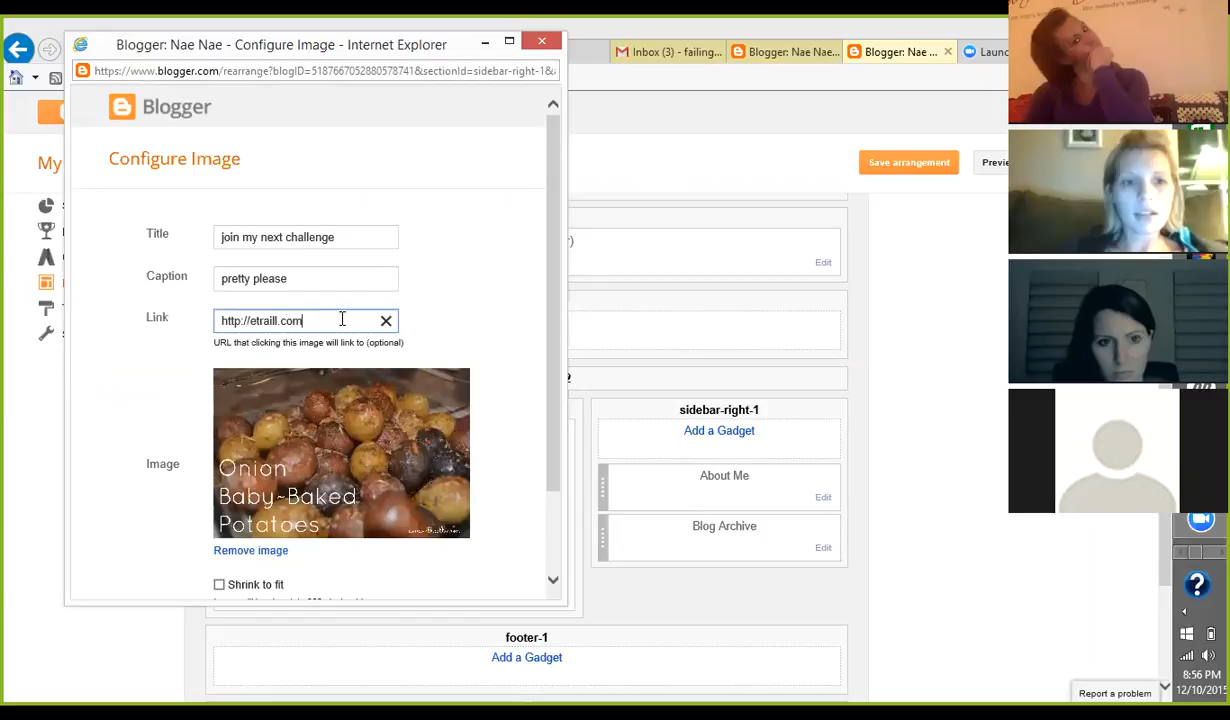 Blogger: Nae Nae - Configure Image - Internet Explorer
https://www.blogger.com/rearrange?blogID=5187667052880578741&sectionId=sidebar-right-1&
Inbox (3) - failing...
Blogger: Nae Nae...
Blogger: Nae ...
Launc
Blogger
Configure Image
My
Save arrangement
Previe
Title
join my next challenge
Caption
pretty please
Link
http://etraill.com
URL that clicking this image will link to (optional)
Image
Onion
Baby~Baked
Potatoes
Remove image
Shrink to fit
Edit
sidebar-right-1
Add a Gadget
About Me
Edit
Blog Archive
Edit
footer-1
Add a Gadget
8:56 PM
12/10/2015
Report a problem